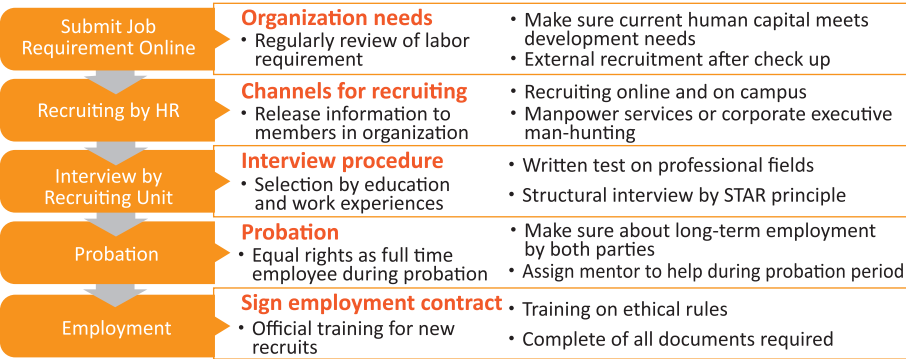 Submit Job
Requirement Online
Organization needs
• Regularly review of labor
requirement
• Make sure current human capital meets
development needs
• External recruitment after check up
Recruiting by HR
Channels for recruiting
• Release information to
members in organization
• Recruiting online and on campus
• Manpower services or corporate executive
man-hunting
Interview by
Recruiting Unit
Interview procedure
• Selection by education
and work experiences
• Written test on professional fields
• Structural interview by STAR principle
Probation
Probation
• Equal rights as full time
employee during probation
• Make sure about long-term employment
by both parties
• Assign mentor to help during probation period
Employment
Sign employment contract
• Official training for new
recruits
• Training on ethical rules
• Complete of all documents required